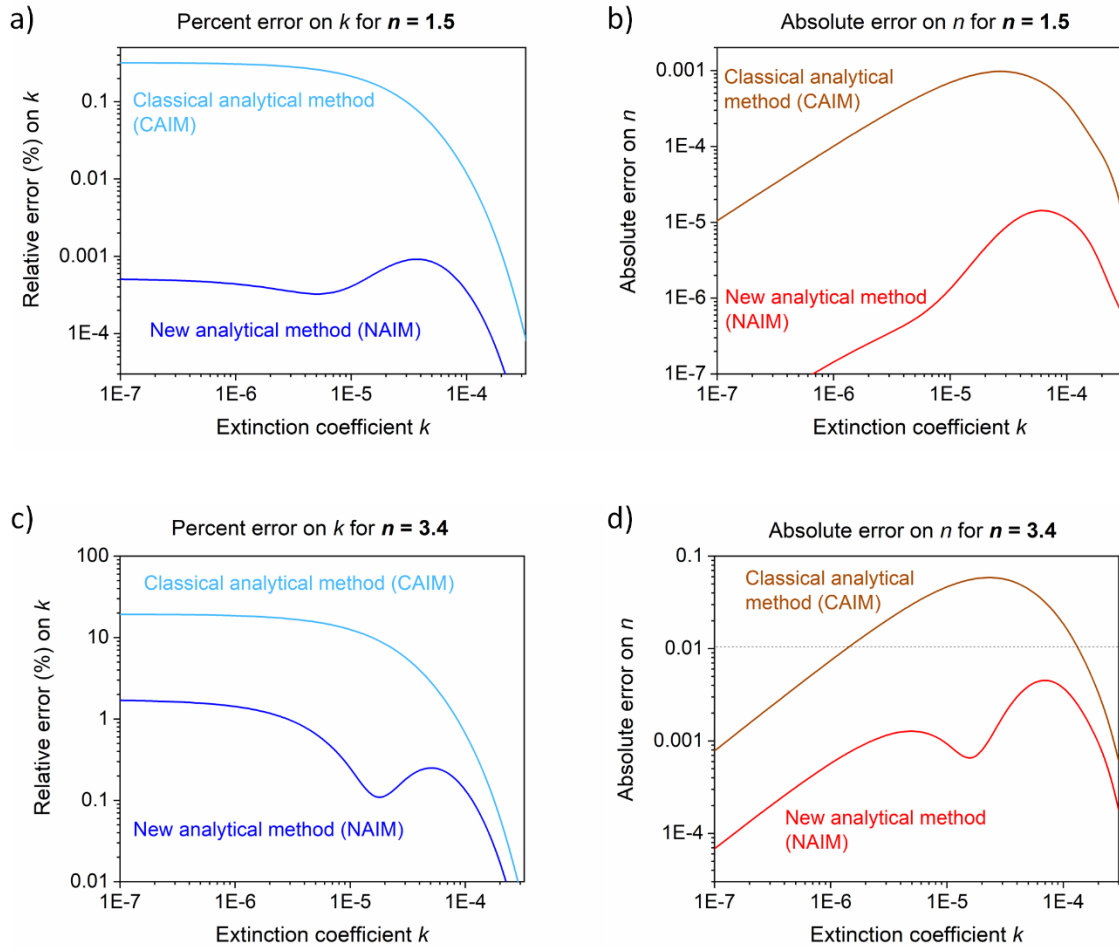 a)
Percent error on k for n = 1.5
Relative error (%) on k
0.1
0.01
0.001
1E-4
Classical analytical method
(CAIM)
New analytical method (NAIM)
1E-7
1E-6
1E-5
1E-4
Extinction coefficient k
b)
Absolute error on n for n = 1.5
Absolute error on n
0.001
1E-4
1E-5
1E-6
1E-7
Classical analytical
method (CAIM)
New analytical method
(NAIM)
1E-7
1E-6
1E-5
1E-4
Extinction coefficient k
c)
Percent error on k for n = 3.4
Relative error (%) on k
100
10
1
0.1
0.01
Classical analytical method (CAIM)
New analytical method (NAIM)
1E-7
1E-6
1E-5
1E-4
Extinction coefficient k
d)
Absolute error on n for n = 3.4
Absolute error on n
0.1
0.01
0.001
1E-4
Classical analytical
method (CAIM)
New analytical method
(NAIM)
1E-7
1E-6
1E-5
1E-4
Extinction coefficient k